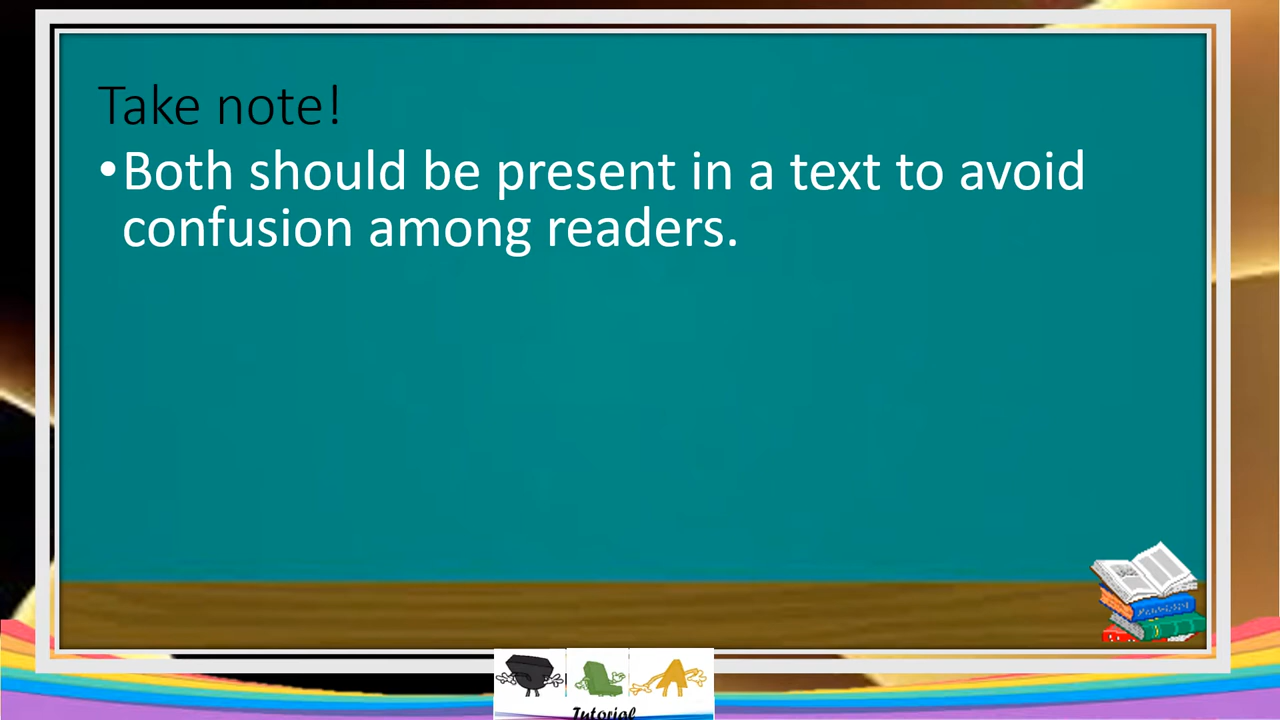 Take note!
•Both should be present in a text to avoid
confusion among readers.
Tutorial